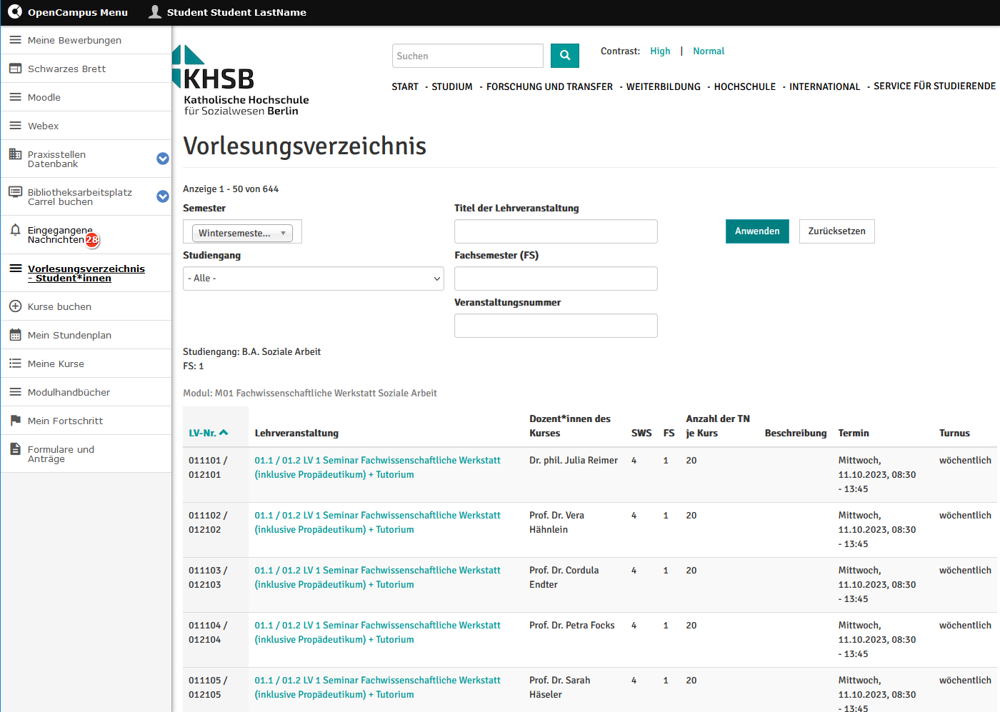 OpenCampus Menu
Student Student LastName
Meine Bewerbungen
Schwarzes Brett
Moodle
Webex
Praxisstellen
Datenbank
Bibliotheksarbeitsplatz
Carrel buchen
Eingegangene
Nachrichten 28
Vorlesungsverzeichnis
- Student*innen
Kurse buchen
Mein Stundenplan
Meine Kurse
Modulhandbücher
Mein Fortschritt
Formulare und
Anträge
KHSB
Katholische Hochschule
für Sozialwesen Berlin
Suchen
Contrast: High | Normal
START - STUDIUM - FORSCHUNG UND TRANSFER - WEITERBILDUNG - HOCHSCHULE - INTERNATIONAL - SERVICE FÜR STUDIERENDE
Vorlesungsverzeichnis
Anzeige 1 - 50 von 644
Semester
Wintersemeste...
Titel der Lehrveranstaltung
Anwenden
Zurücksetzen
Studiengang
- Alle -
Fachsemester (FS)
Veranstaltungsnummer
Studiengang: B.A. Soziale Arbeit
FS: 1
Modul: M01 Fachwissenschaftliche Werkstatt Soziale Arbeit
LV-Nr.
Lehrveranstaltung
Dozent*innen des
Kurses
SWS
FS
Anzahl der TN
je Kurs
Beschreibung
Termin
Turnus
011101 /
012101
01.1 / 01.2 LV 1 Seminar Fachwissenschaftliche Werkstatt
(inklusive Propädeutikum) + Tutorium
Dr. phil. Julia Reimer
4
1
20
Mittwoch,
11.10.2023, 08:30
- 13:45
wöchentlich
011102 /
012102
01.1 / 01.2 LV 1 Seminar Fachwissenschaftliche Werkstatt
(inklusive Propädeutikum) + Tutorium
Prof. Dr. Vera
Hähnlein
4
1
20
Mittwoch,
11.10.2023, 08:30
- 13:45
wöchentlich
011103 /
012103
01.1 / 01.2 LV 1 Seminar Fachwissenschaftliche Werkstatt
(inklusive Propädeutikum) + Tutorium
Prof. Dr. Cordula
Endter
4
1
20
Mittwoch,
11.10.2023, 08:30
- 13:45
wöchentlich
011104 /
012104
01.1 / 01.2 LV 1 Seminar Fachwissenschaftliche Werkstatt
(inklusive Propädeutikum) + Tutorium
Prof. Dr. Petra Focks
4
1
20
Mittwoch,
11.10.2023, 08:30
- 13:45
wöchentlich
011105 /
012105
01.1 / 01.2 LV 1 Seminar Fachwissenschaftliche Werkstatt
(inklusive Propädeutikum) + Tutorium
Prof. Dr. Sarah
Häseler
4
1
20
Mittwoch,
11.10.2023, 08:30
- 13:45
wöchentlich